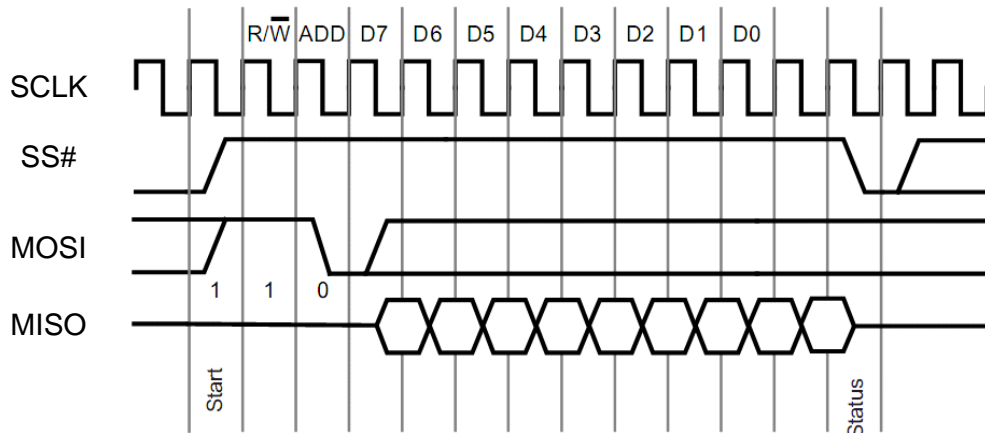 R/W̅ ADD D7 D6 D5 D4 D3 D2 D1 D0
SCLK
SS#
MOSI
1 1 0
MISO
Start
Status